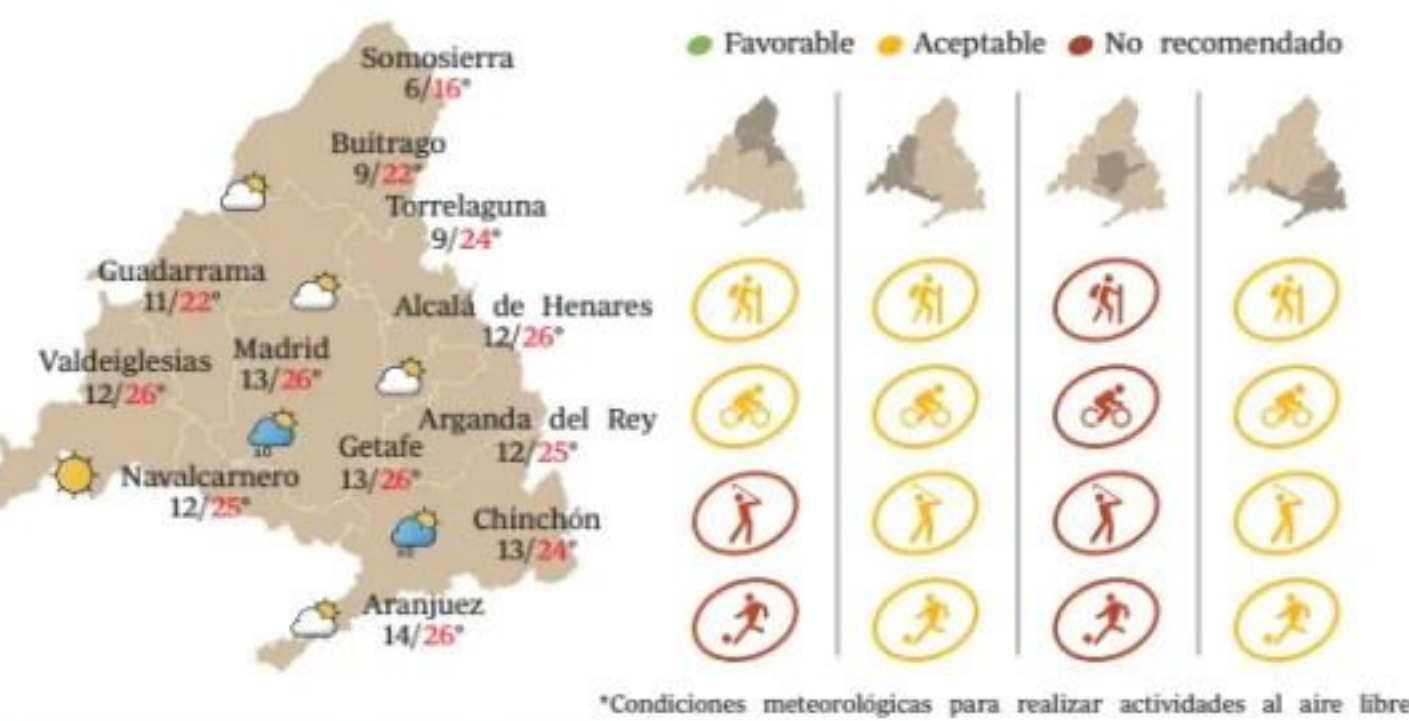 Somosierra
6/16°
Buitrago
9/22°
Torrelaguna
9/24°
Guadarrama
11/22°
Alcalá de Henares
12/26°
Valdeiglesias
12/26°
Madrid
13/26°
Arganda del Rey
12/25°
Getafe
13/26°
Navalcarnero
12/25°
Chinchón
13/24°
Aranjuez
14/26°
Favorable Aceptable No recomendado
*Condiciones meteorológicas para realizar actividades al aire libre